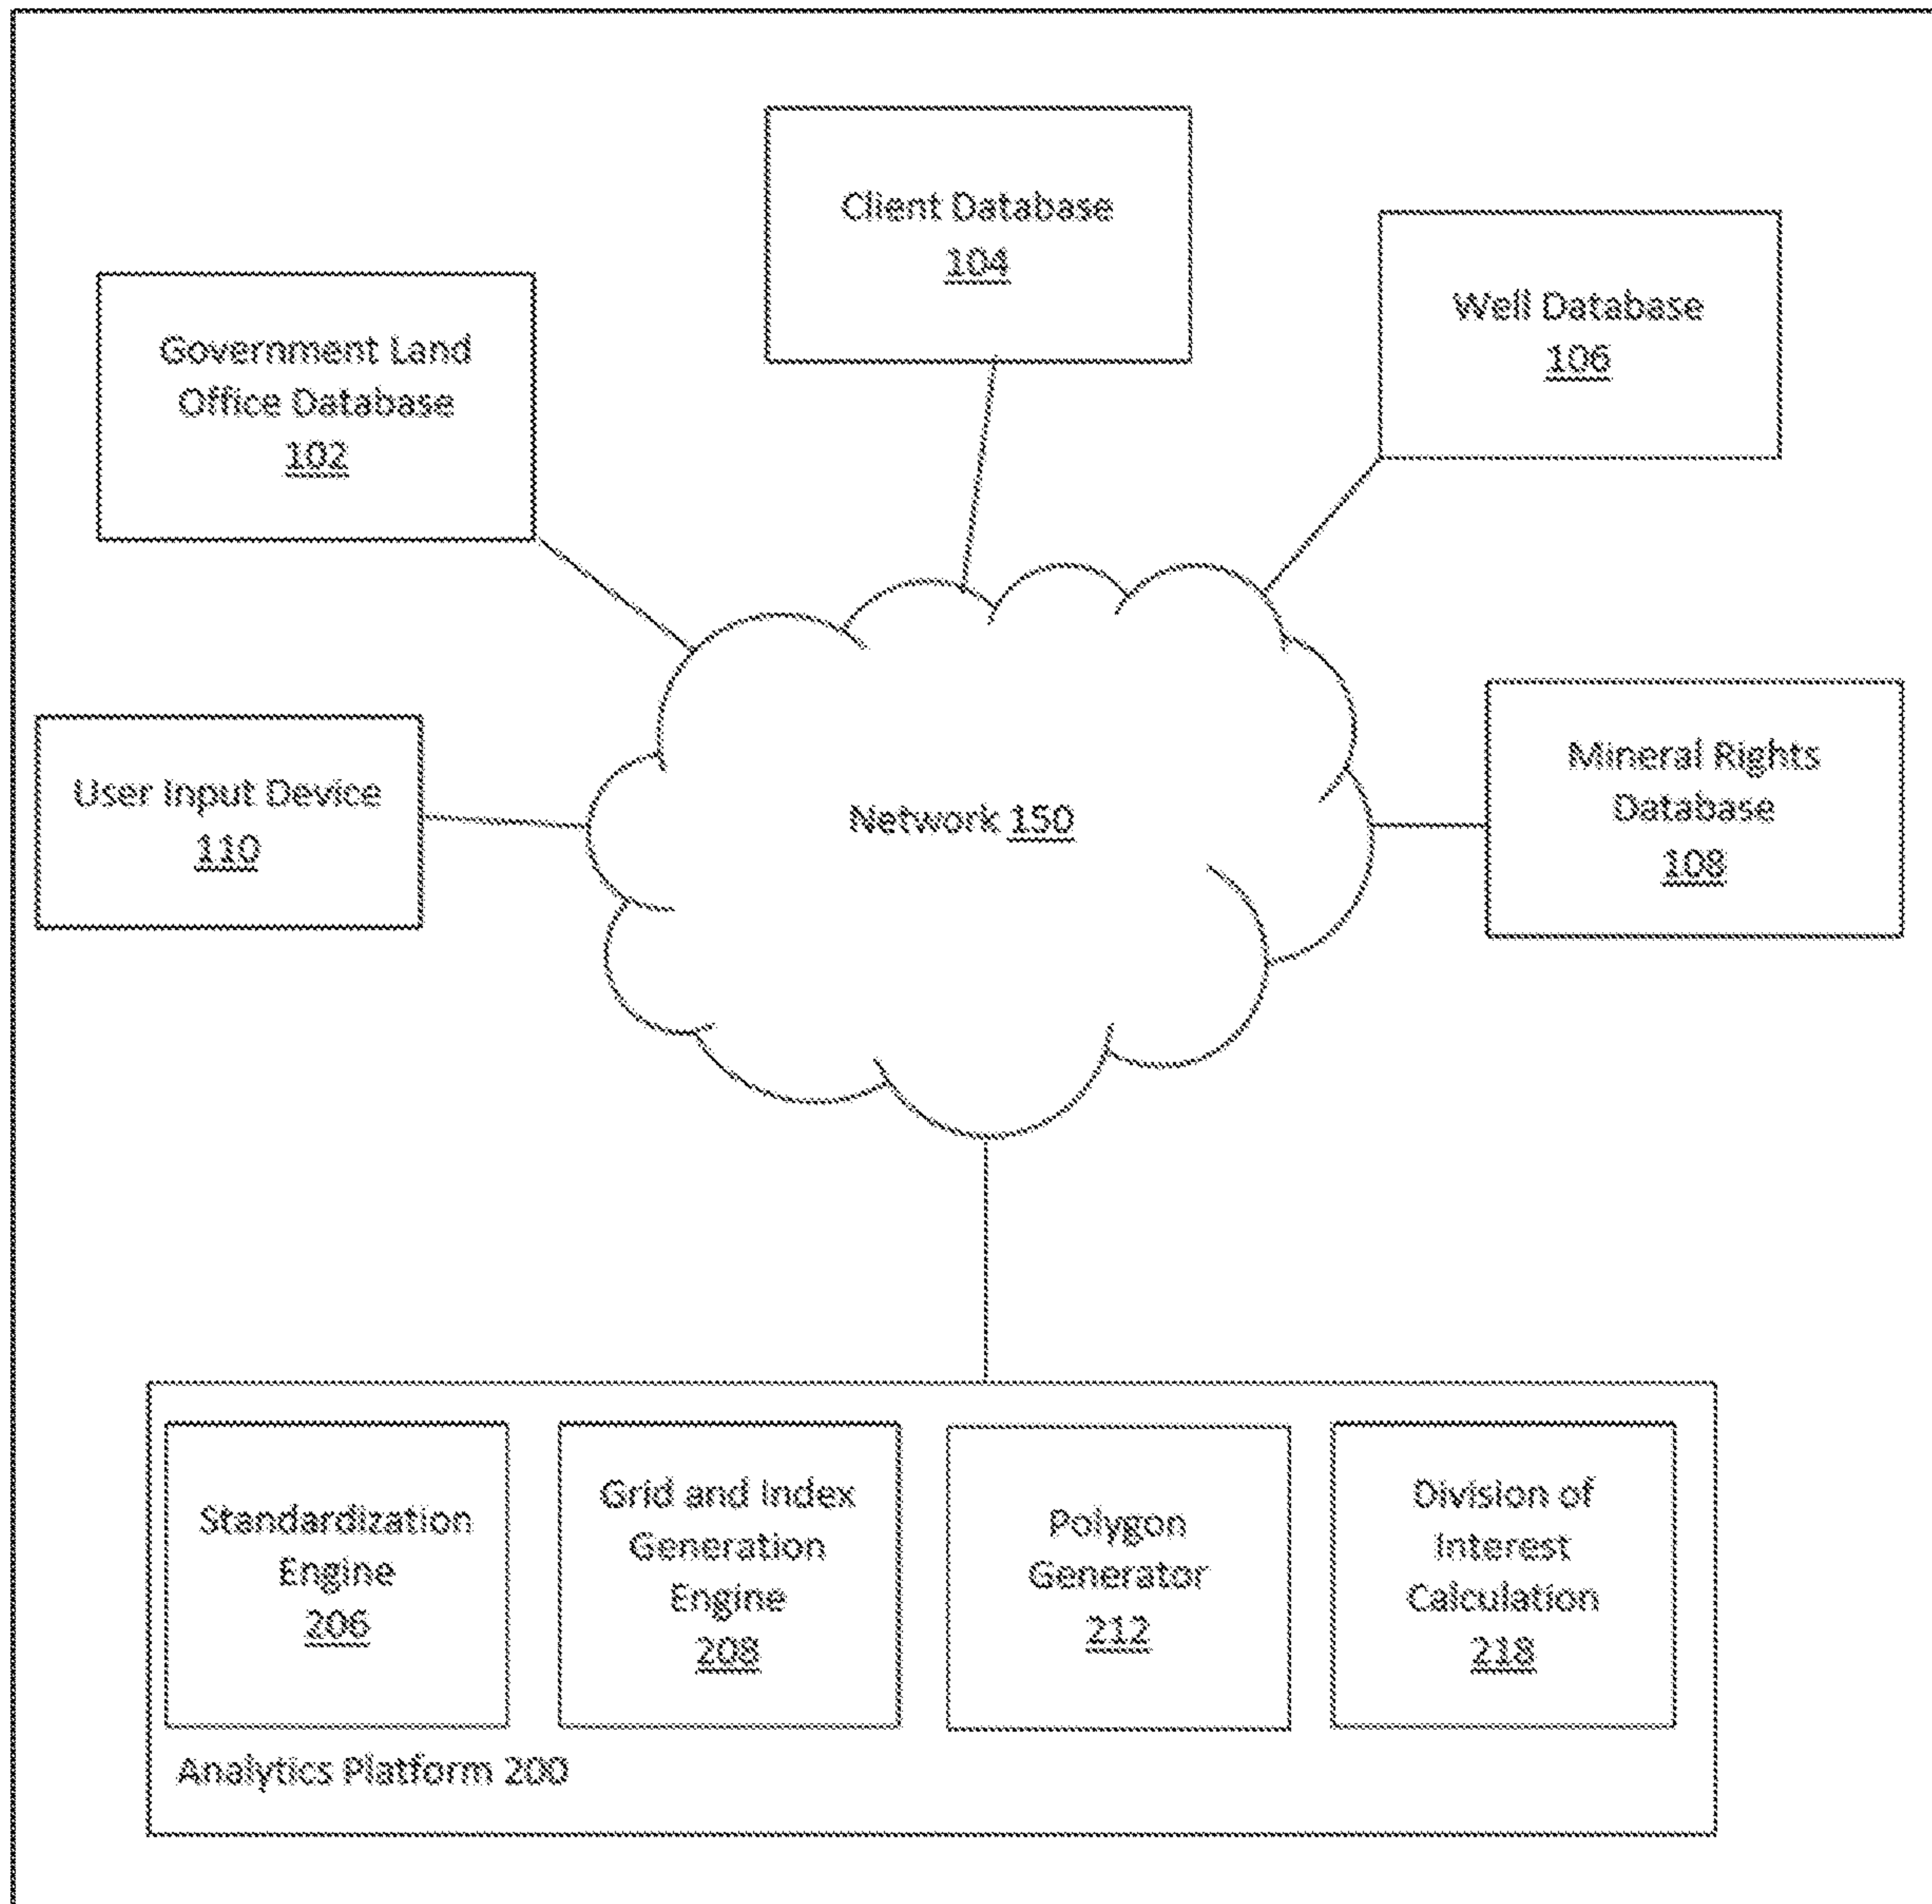 Client Database
104
Well Database
106
Government Land
Office Database
102
User Input Device
110
Network 150
Mineral Rights
Database
108
Standardization
Engine
206
Grid and Index
Generation
Engine
208
Polygon
Generator
212
Division of
Interest
Calculation
218
Analytics Platform 200